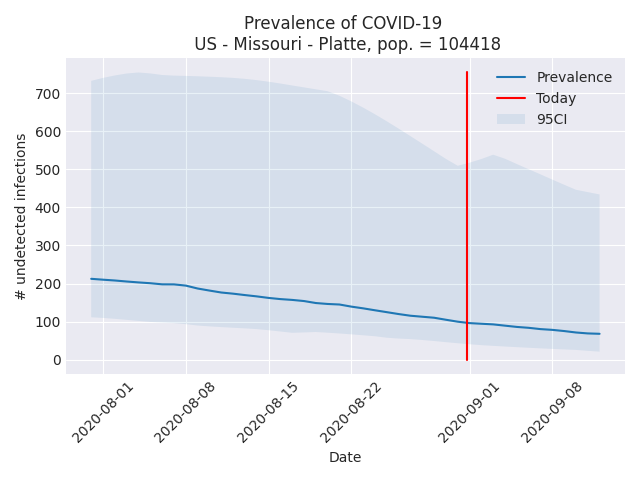 Prevalence of COVID-19
US - Missouri - Platte, pop. = 104418
Prevalence
Today
95CI
# undetected infections
700
600
500
400
300
200
100
0
2020-08-01
2020-08-08
2020-08-15
2020-08-22
2020-09-01
2020-09-08
Date